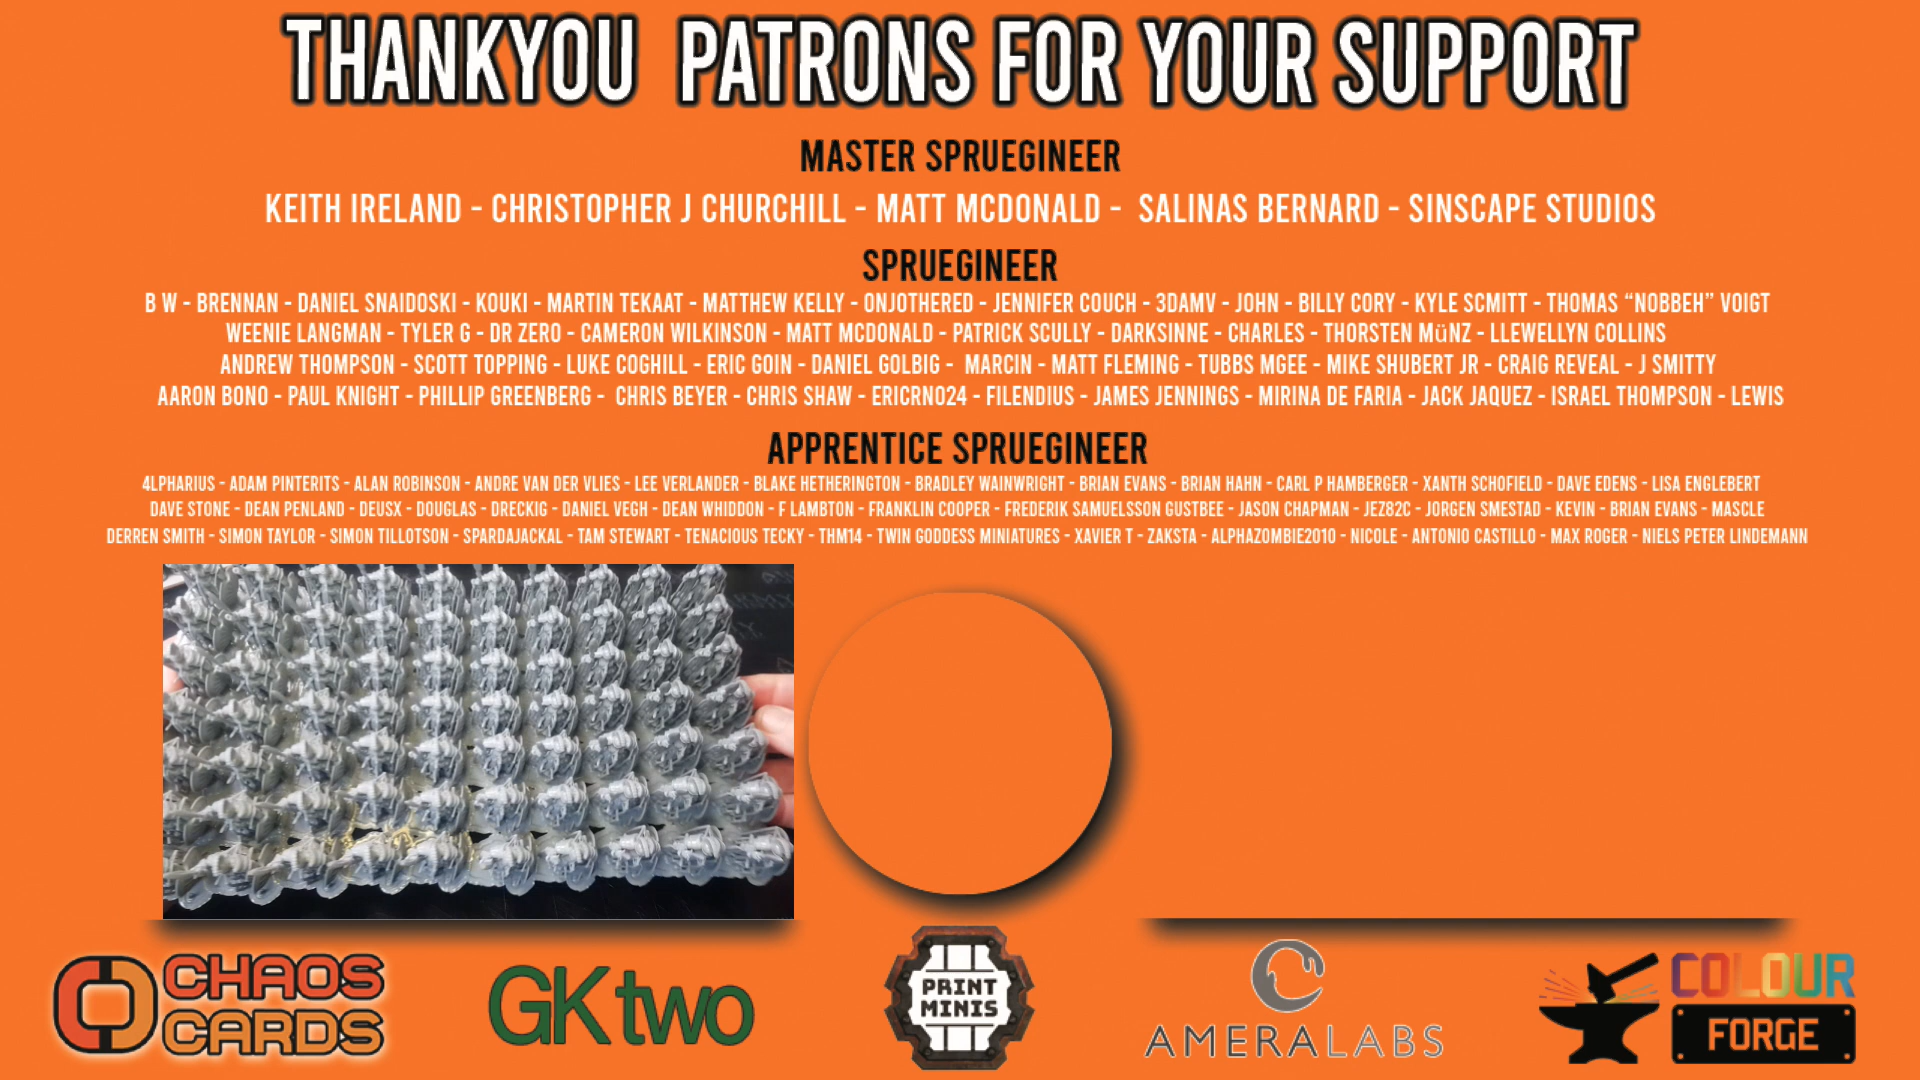 THANKYOU PATRONS FOR YOUR SUPPORT
MASTER SPRUEGINEER
KEITH IRELAND - CHRISTOPHER J CHURCHILL - MATT MCDONALD - SALINAS BERNARD - SINSCAPE STUDIOS
SPRUEGINEER
B W - BRENNAN - DANIEL SNAIDOSKI - KOUKI - MARTIN TEKAAT - MATTHEW KELLY - ONJOTHERED - JENNIFER COUCH - 3DAMV - JOHN - BILLY CORY - KYLE SCMITT - THOMAS “NOBBEH” VOIGT
WEENIE LANGMAN - TYLER G - DR ZERO - CAMERON WILKINSON - MATT MCDONALD - PATRICK SCULLY - DARKSINNE - CHARLES - THORSTEN MüNZ - LLEWELLYN COLLINS
ANDREW THOMPSON - SCOTT TOPPING - LUKE COGHILL - ERIC GOIN - DANIEL GOLBIG - MARCIN - MATT FLEMING - TUBBS MGEE - MIKE SHUBERT JR - CRAIG REVEAL - J SMITTY
AARON BONO - PAUL KNIGHT - PHILLIP GREENBERG - CHRIS BEYER - CHRIS SHAW - ERICRNO24 - FILENDIUS - JAMES JENNINGS - MIRINA DE FARIA - JACK JAQUEZ - ISRAEL THOMPSON - LEWIS
APPRENTICE SPRUEGINEER
4LPHARIUS - ADAM PINTERITS - ALAN ROBINSON - ANDRE VAN DER VLIES - LEE VERLANDER - BLAKE HETHERINGTON - BRADLEY WAINWRIGHT - BRIAN EVANS - BRIAN HAHN - CARL P HAMBERGER - XANTH SCHOFIELD - DAVE EDENS - LISA ENGLEBERT
DAVE STONE - DEAN PENLAND - DEUSX - DOUGLAS - DRECKIG - DANIEL VEGH - DEAN WHIDDON - F LAMBTON - FRANKLIN COOPER - FREDERIK SAMUELSSON GUSTBEE - JASON CHAPMAN - JEZ82C - JORGEN SMESTAD - KEVIN - BRIAN EVANS - MASCLE
DERREN SMITH - SIMON TAYLOR - SIMON TILLOTSON - SPARDAJACKAL - TAM STEWART - TENACIOUS TECKY - THM14 - TWIN GODDESS MINIATURES - XAVIER T - ZAKSTA - ALPHAZOMBIE2010 - NICOLE - ANTONIO CASTILLO - MAX ROGER - NIELS PETER LINDEMANN
CHAOS
CARDS
GK two
PRINT
MINIS
AMERALABS
COLOUR
FORGE